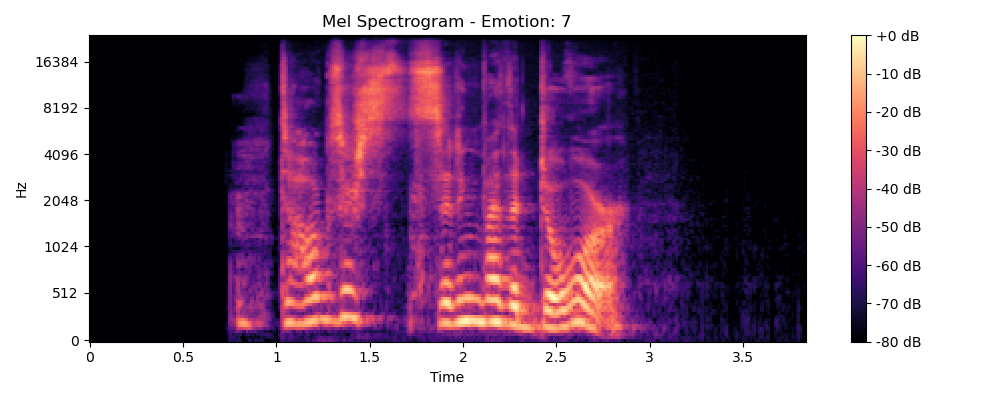 Mel Spectrogram - Emotion: 7
Hz
16384
8192
4096
2048
1024
512
0
0 0.5 1 1.5 2 2.5 3 3.5
Time
+0 dB
-10 dB
-20 dB
-30 dB
-40 dB
-50 dB
-60 dB
-70 dB
-80 dB